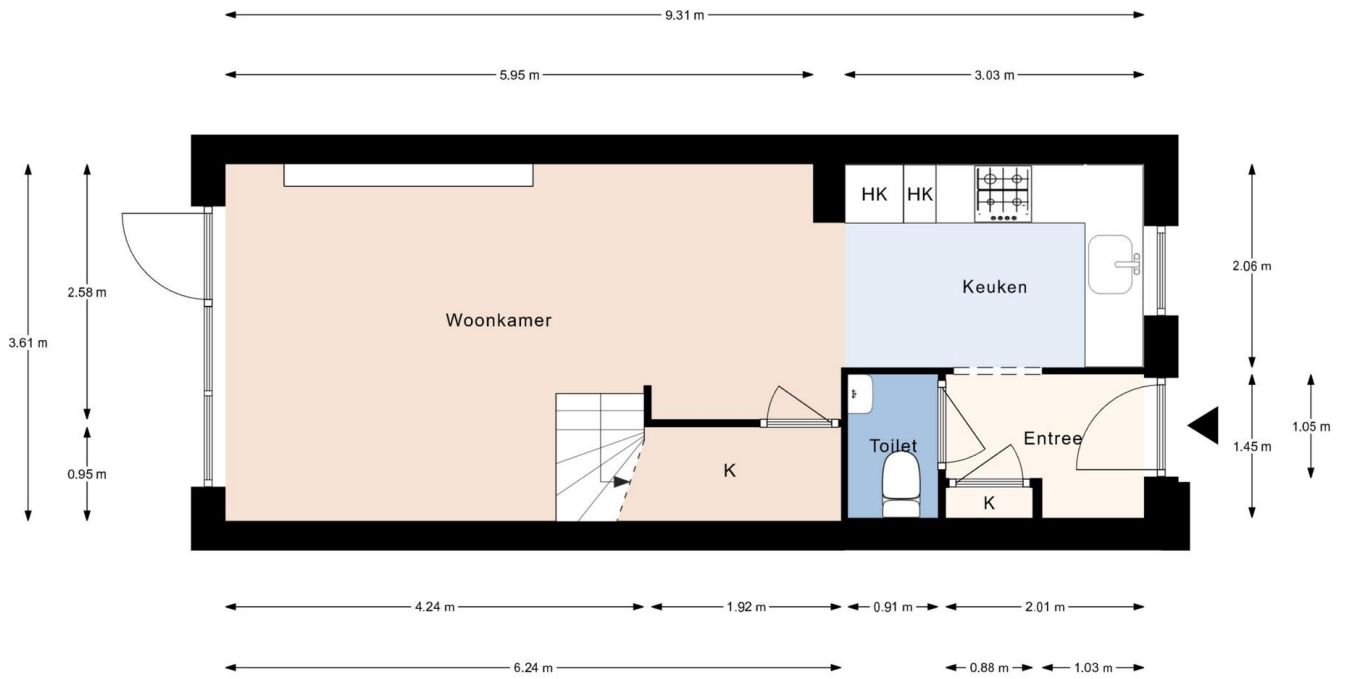 9.31 m
5.95 m
3.03 m
HK
HK
Keuken
Woonkamer
2.58 m
3.61 m
2.06 m
0.95 m
Toilet
Entree
K
K
1.45 m
1.05 m
4.24 m
1.92 m
0.91 m
2.01 m
6.24 m
0.88 m
1.03 m